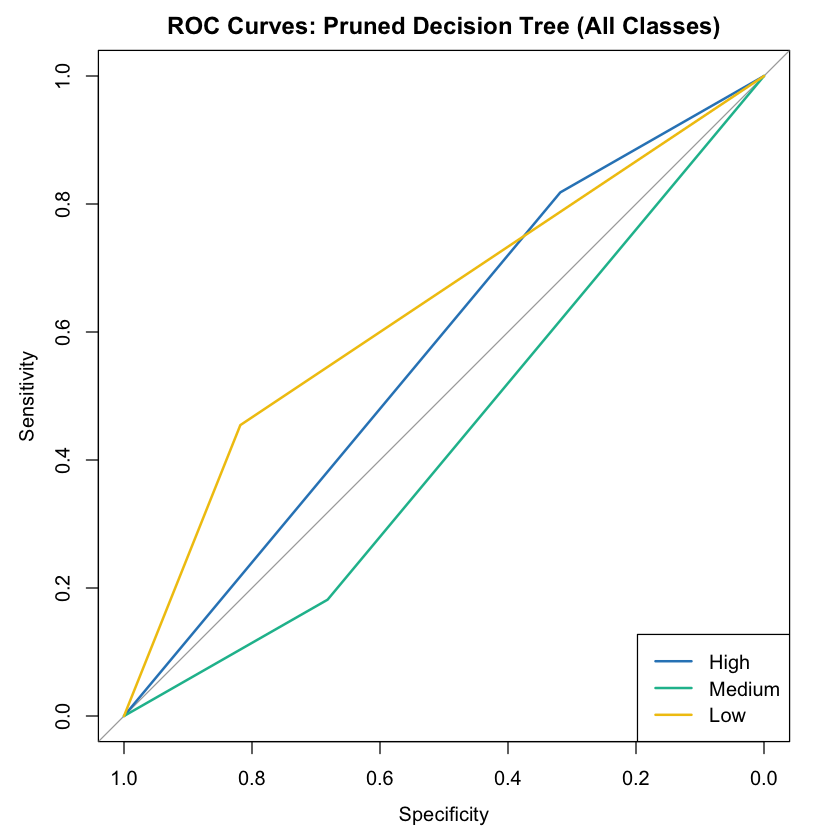 ROC Curves: Pruned Decision Tree (All Classes)
1.0
0.8
0.6
0.4
0.2
0.0
Sensitivity
High
Medium
Low
1.0 0.8 0.6 0.4 0.2 0.0
Specificity